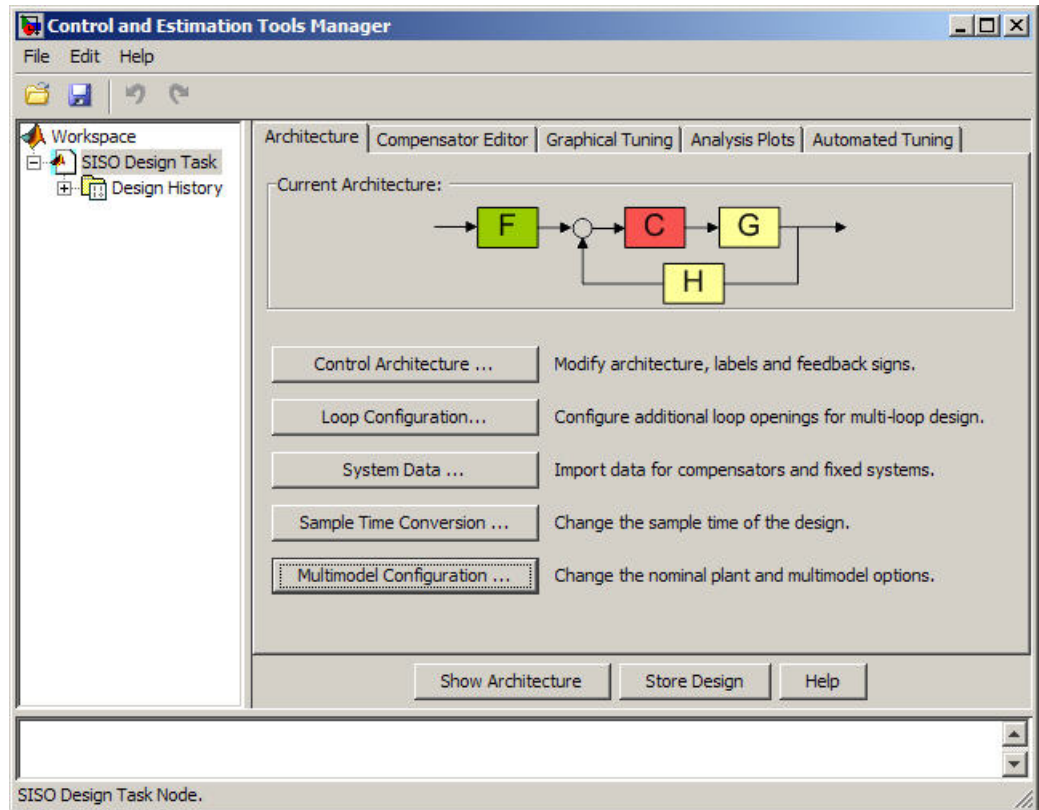 Control and Estimation Tools Manager
File Edit Help
Workspace
SISO Design Task
Design History
Architecture Compensator Editor Graphical Tuning Analysis Plots Automated Tuning
Current Architecture:
F C G
H
Control Architecture ... Modify architecture, labels and feedback signs.
Loop Configuration... Configure additional loop openings for multi-loop design.
System Data ... Import data for compensators and fixed systems.
Sample Time Conversion ... Change the sample time of the design.
Multimodel Configuration ... Change the nominal plant and multimodel options.
Show Architecture Store Design Help
SISO Design Task Node.